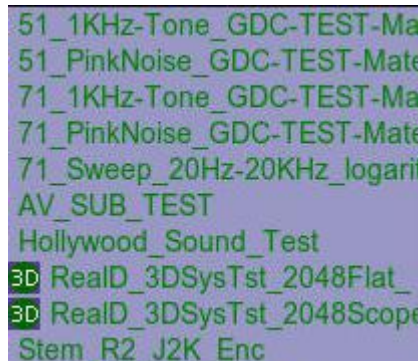 51_1KHz-Tone_GDC-TEST-Ma
51_PinkNoise_GDC-TEST-Mate
71_1KHz-Tone_GDC-TEST-Ma
71_PinkNoise_GDC-TEST-Mate
71_Sweep_20Hz-20KHz_logarit
AV_SUB_TEST
Hollywood_Sound_Test
3D RealD_3DSysTst_2048Flat_
3D RealD_3DSysTst_2048Scope
Stem_R2_J2K_Enc